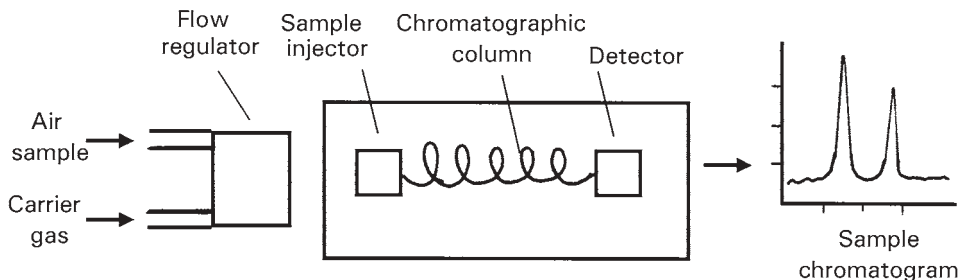 Flow
regulator
Sample
injector
Chromatographic
column
Detector
Air
sample
Carrier
gas
Sample
chromatogram